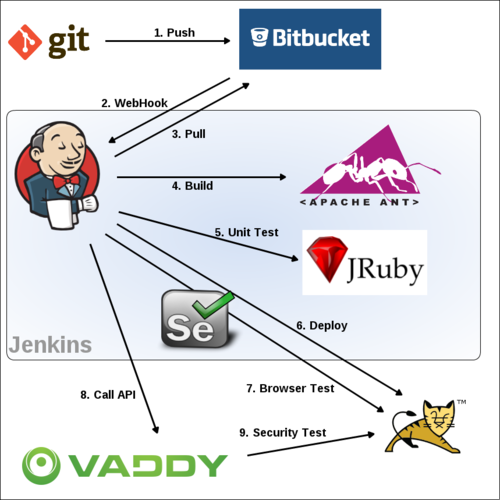 git
1. Push
Bitbucket
2. WebHook
3. Pull
4. Build
<APACHE ANT>
5. Unit Test
JRuby
Se
6. Deploy
Jenkins
7. Browser Test
8. Call API
TM
9. Security Test
VADDY